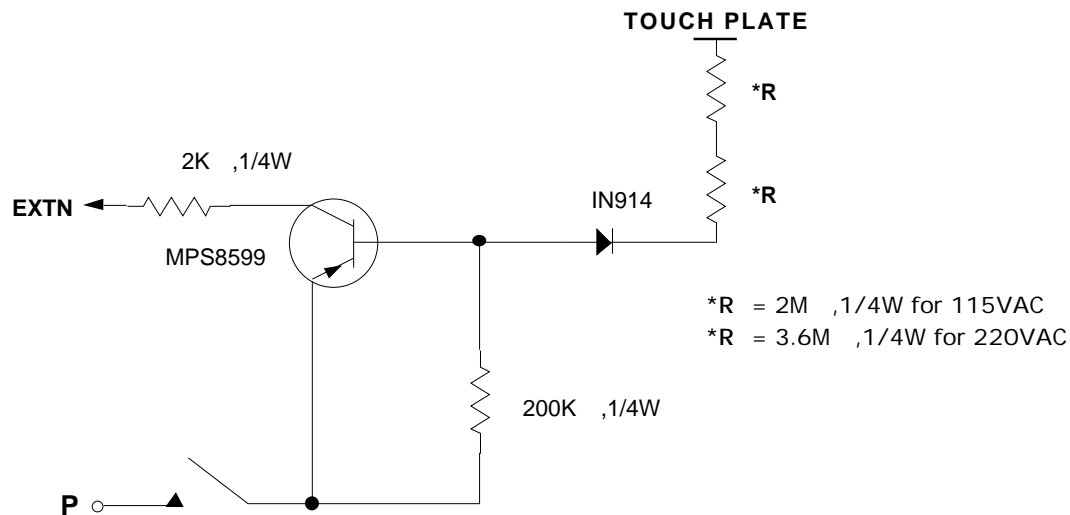 TOUCH PLATE
*R
2K ,1/4W
*R
IN914
EXTN
MPS8599
*R = 2M ,1/4W for 115VAC
*R = 3.6M ,1/4W for 220VAC
200K ,1/4W
P